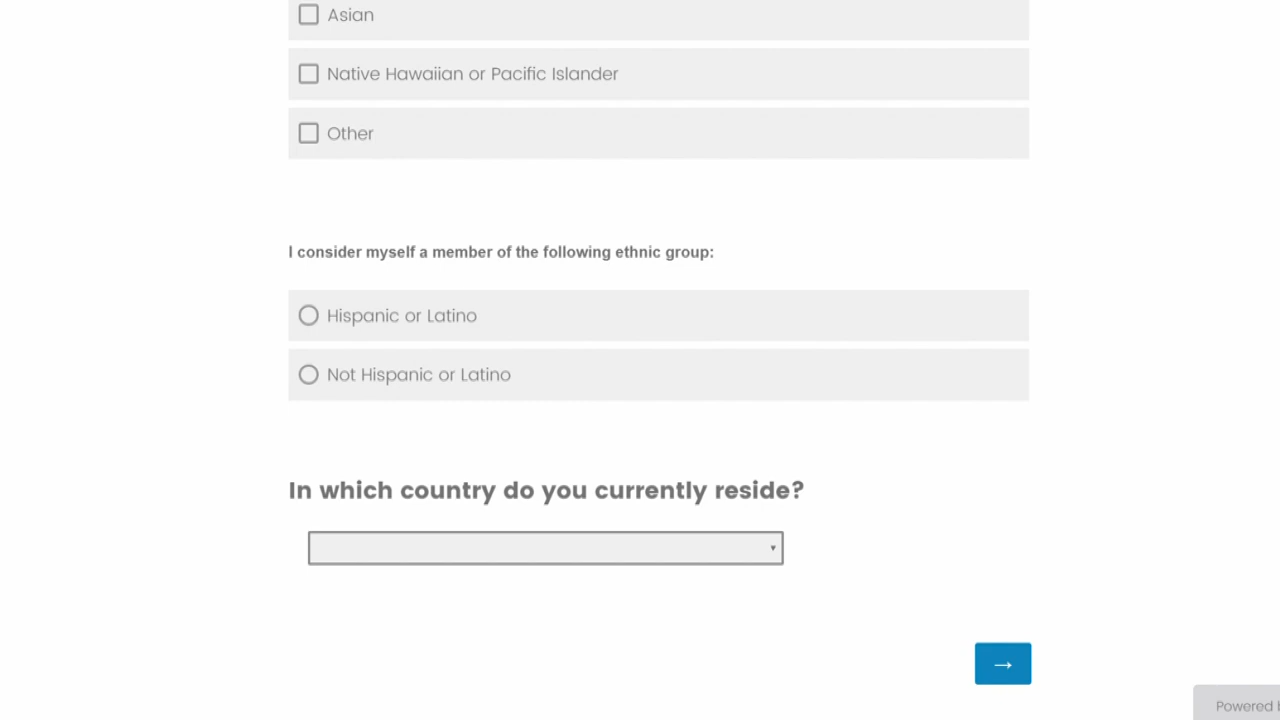 Asian
Native Hawaiian or Pacific Islander
Other
I consider myself a member of the following ethnic group:
Hispanic or Latino
Not Hispanic or Latino
In which country do you currently reside?
→
Powered